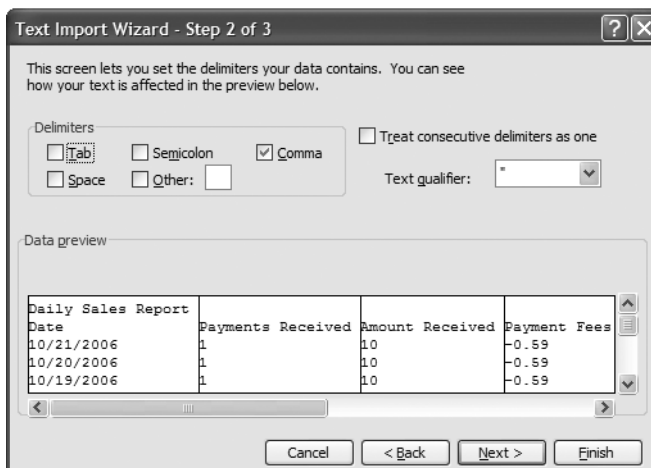 Text Import Wizard - Step 2 of 3
This screen lets you set the delimiters your data contains. You can see
how your text is affected in the preview below.
Delimiters
Tab Semicolon Comma
Space Other:
Treat consecutive delimiters as one
Text qualifier: "
Data preview
Daily Sales Report
Date Payments Received Amount Received Payment Fees
10/21/2006 1 10 -0.59
10/20/2006 1 10 -0.59
10/19/2006 1 10 -0.59
Cancel < Back Next > Finish